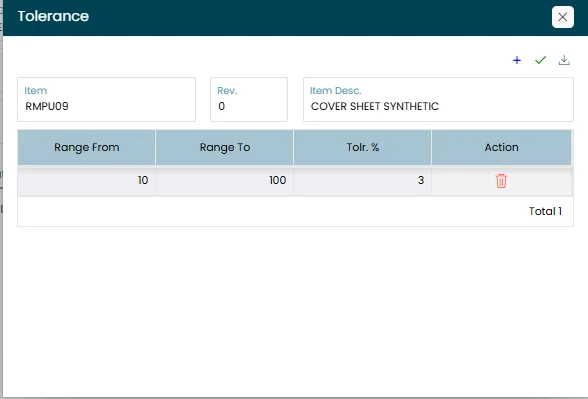 Tolerance
Item
RMPU09
Rev.
0
Item Desc.
COVER SHEET SYNTHETIC
Range From Range To Tolr. % Action
10 100 3
Total 1